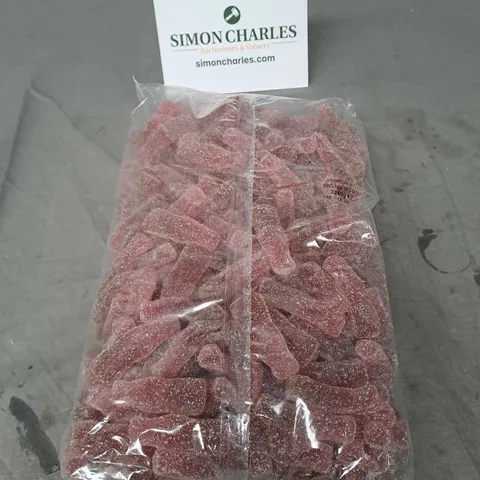 SIMON CHARLES
Auctioneers & Valuers
simoncharles.com